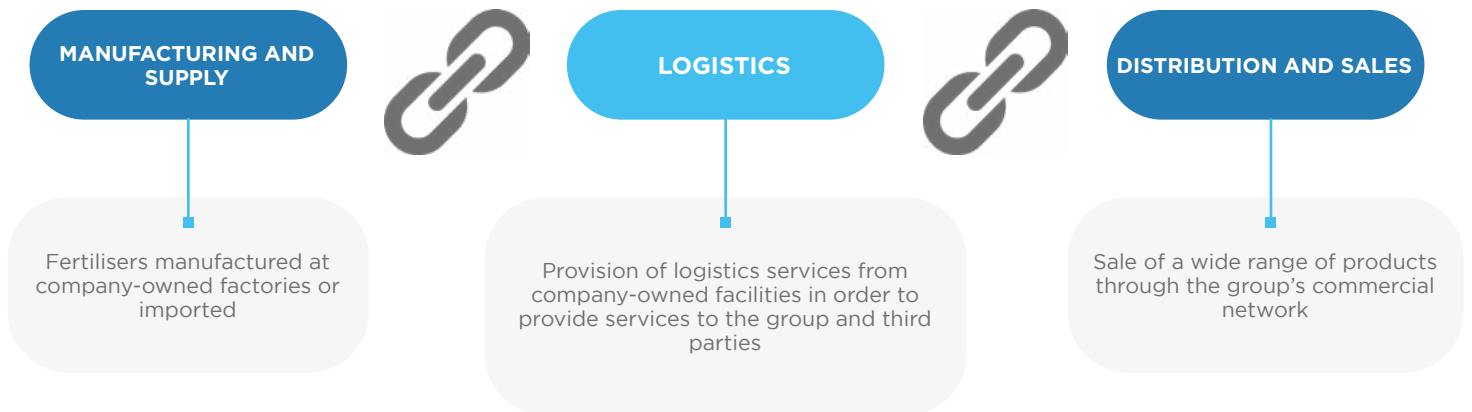 MANUFACTURING AND
SUPPLY
Fertilisers manufactured at
company-owned factories or
imported
LOGISTICS
Provision of logistics services from
company-owned facilities in order to
provide services to the group and third
parties
DISTRIBUTION AND SALES
Sale of a wide range of products
through the group’s commercial
network